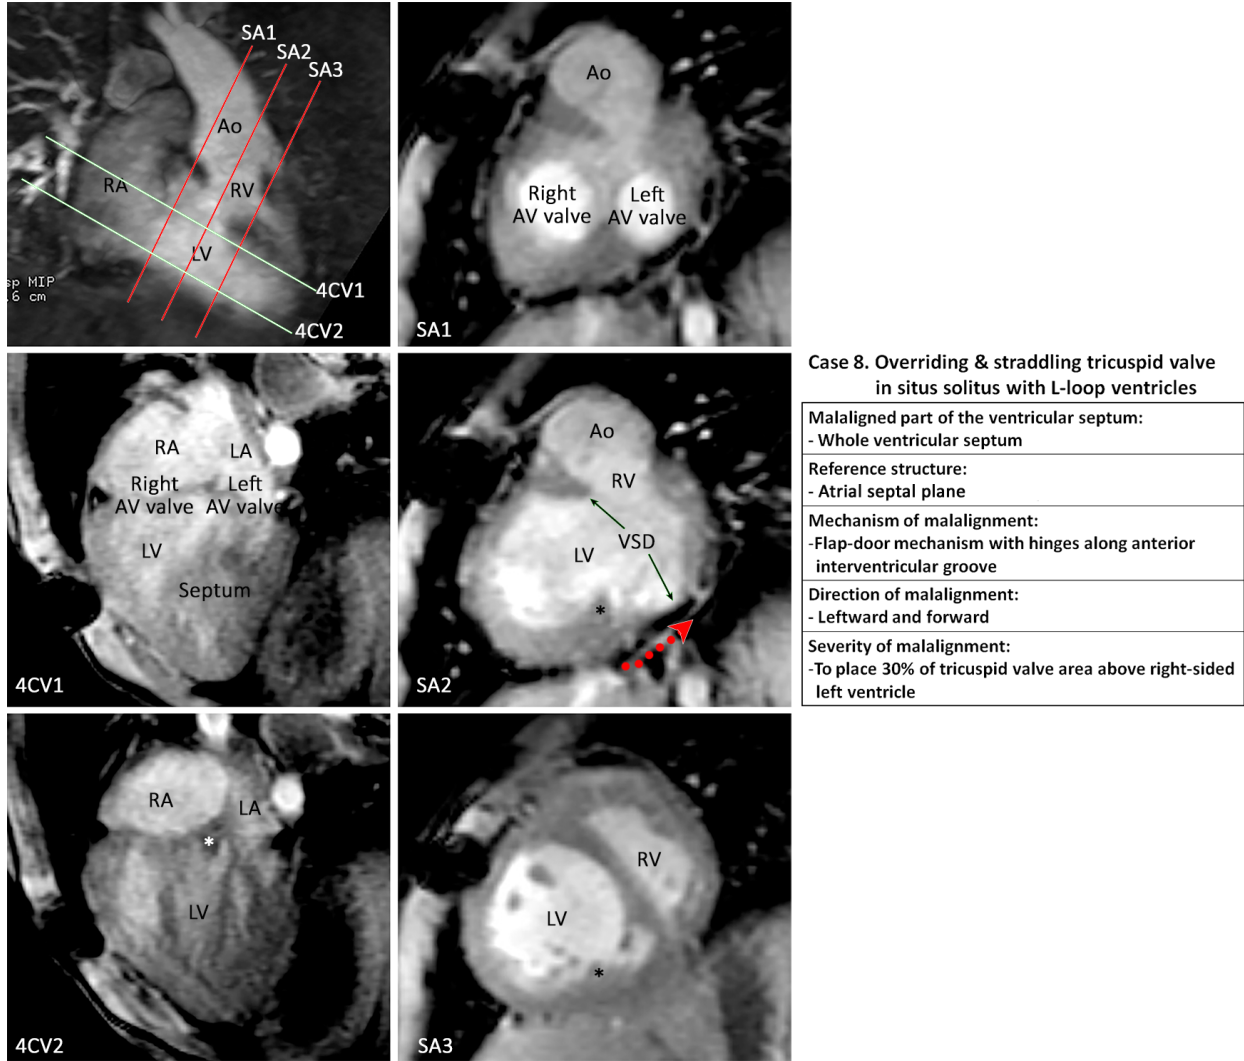 SA1
SA2
SA3
Ao
RA
RV
LV
sp MIP
.6 cm
4CV1
4CV2
Ao
Right
AV valve
Left
AV valve
SA1
RA
LA
Right
AV valve
Left
AV valve
LV
Septum
4CV1
Ao
RV
VSD
LV
*
SA2
RA
LA
*
LV
4CV2
RV
LV
*
SA3
Case 8. Overriding & straddling tricuspid valve
in situs solitus with L-loop ventricles
Malaligned part of the ventricular septum:
- Whole ventricular septum
Reference structure:
- Atrial septal plane
Mechanism of malalignment:
-Flap-door mechanism with hinges along anterior
interventricular groove
Direction of malalignment:
- Leftward and forward
Severity of malalignment:
-To place 30% of tricuspid valve area above right-sided
left ventricle